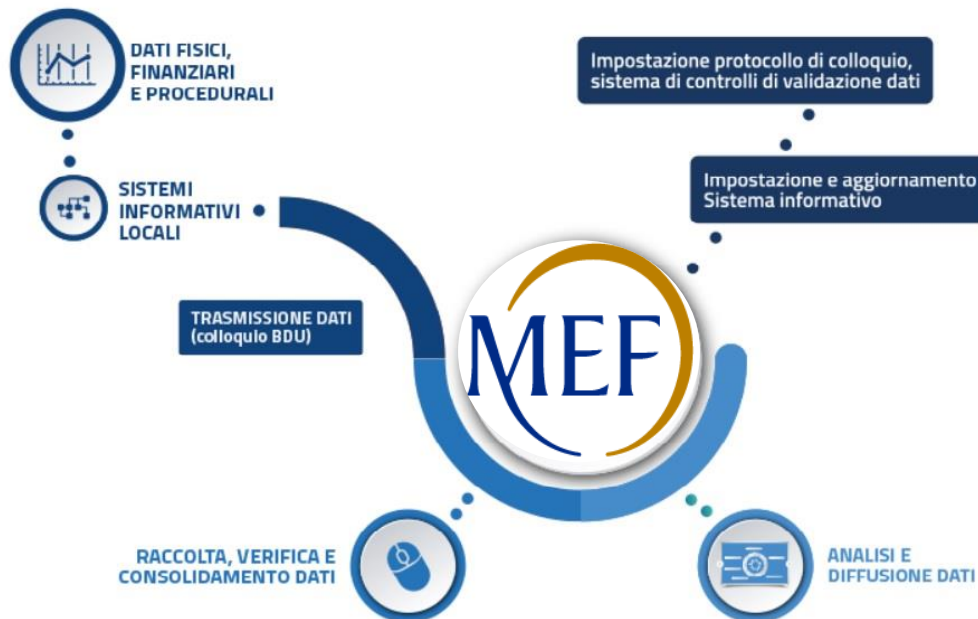 DATI FISICI,
FINANZIARI
E PROCEDURALI
Impostazione protocollo di colloquio,
sistema di controlli di validazione dati
SISTEMI
INFORMATIVI
LOCALI
Impostazione e aggiornamento
Sistema informativo
TRASMISSIONE DATI
(colloquio BDU)
MEF
RACCOLTA, VERIFICA E
CONSOLIDAMENTO DATI
ANALISI E
DIFFUSIONE DATI